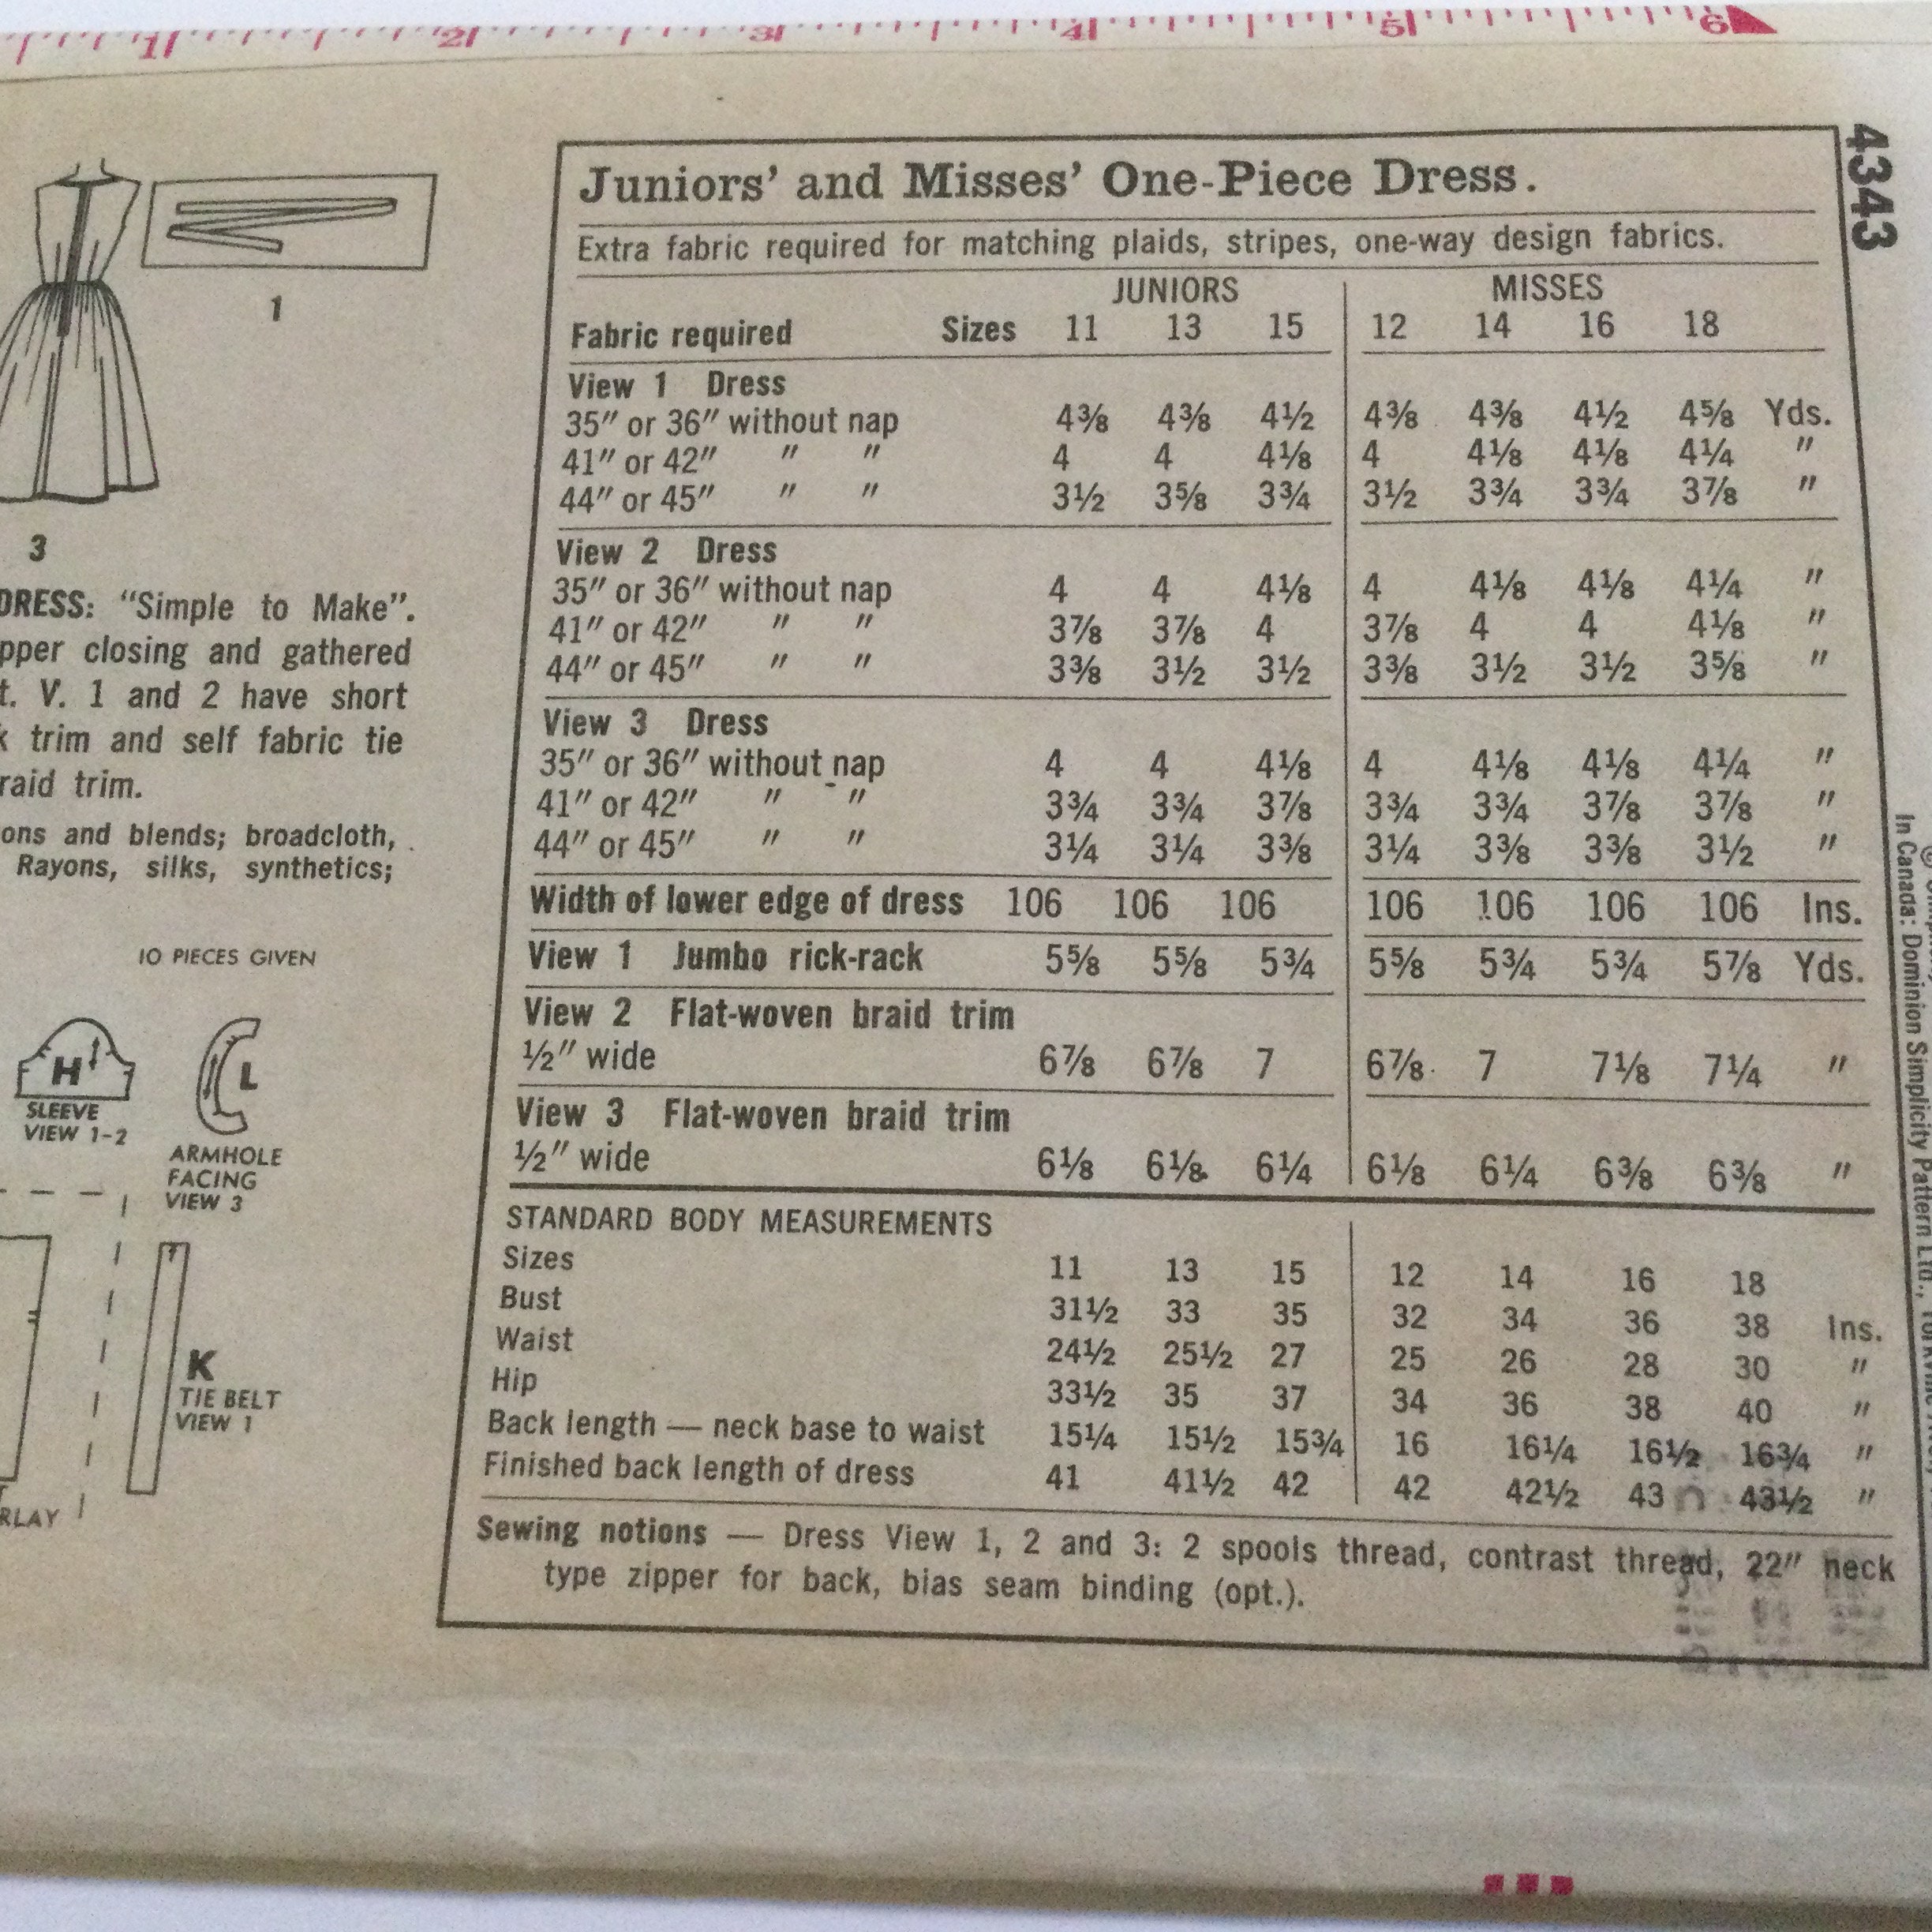 1 2 3 4 5 6
4343
Juniors' and Misses' One-Piece Dress.
Extra fabric required for matching plaids, stripes, one-way design fabrics.
JUNIORS MISSES
Fabric required Sizes 11 13 15 12 14 16 18
View 1 Dress
35" or 36" without nap 4⅜ 4⅜ 4½ 4⅜ 4⅜ 4½ 4⅝ Yds.
41" or 42" " " 4 4 4⅛ 4 4⅛ 4⅛ 4¼ "
44" or 45" " " 3½ 3⅝ 3¾ 3½ 3¾ 3¾ 3⅞ "
View 2 Dress
35" or 36" without nap 4 4 4⅛ 4 4⅛ 4⅛ 4¼ "
41" or 42" " " 3⅞ 3⅞ 4 3⅞ 4 4 4⅛ "
44" or 45" " " 3⅜ 3½ 3½ 3⅜ 3½ 3½ 3⅝ "
View 3 Dress
35" or 36" without nap 4 4 4⅛ 4 4⅛ 4⅛ 4¼ "
41" or 42" " " 3¾ 3¾ 3⅞ 3¾ 3¾ 3⅞ 3⅞ "
44" or 45" " " 3¼ 3¼ 3⅜ 3¼ 3⅜ 3⅜ 3½ "
Width of lower edge of dress 106 106 106 106 106 106 106 Ins.
View 1 Jumbo rick-rack 5⅝ 5⅝ 5¾ 5⅝ 5¾ 5¾ 5⅞ Yds.
View 2 Flat-woven braid trim
½" wide 6⅞ 6⅞ 7 6⅞ 7 7⅛ 7¼ "
View 3 Flat-woven braid trim
½" wide 6⅛ 6⅛ 6¼ 6⅛ 6¼ 6⅜ 6⅜ "
STANDARD BODY MEASUREMENTS
Sizes 11 13 15 12 14 16 18
Bust 31½ 33 35 32 34 36 38 Ins.
Waist 24½ 25½ 27 25 26 28 30 "
Hip 33½ 35 37 34 36 38 40 "
Back length — neck base to waist 15¼ 15½ 15¾ 16 16¼ 16½ 16¾ "
Finished back length of dress 41 41½ 42 42 42½ 43 43½ "
Sewing notions — Dress View 1, 2 and 3: 2 spools thread, contrast thread, 22" neck
type zipper for back, bias seam binding (opt.).
1
3
DRESS: "Simple to Make".
pper closing and gathered
t. V. 1 and 2 have short
k trim and self fabric tie
raid trim.
ons and blends; broadcloth,
Rayons, silks, synthetics;
10 PIECES GIVEN
H
SLEEVE
VIEW 1-2
L
ARMHOLE
FACING
VIEW 3
K
TIE BELT
VIEW 1
RLAY
In Canada: Dominion Simplicity Pattern Ltd.,